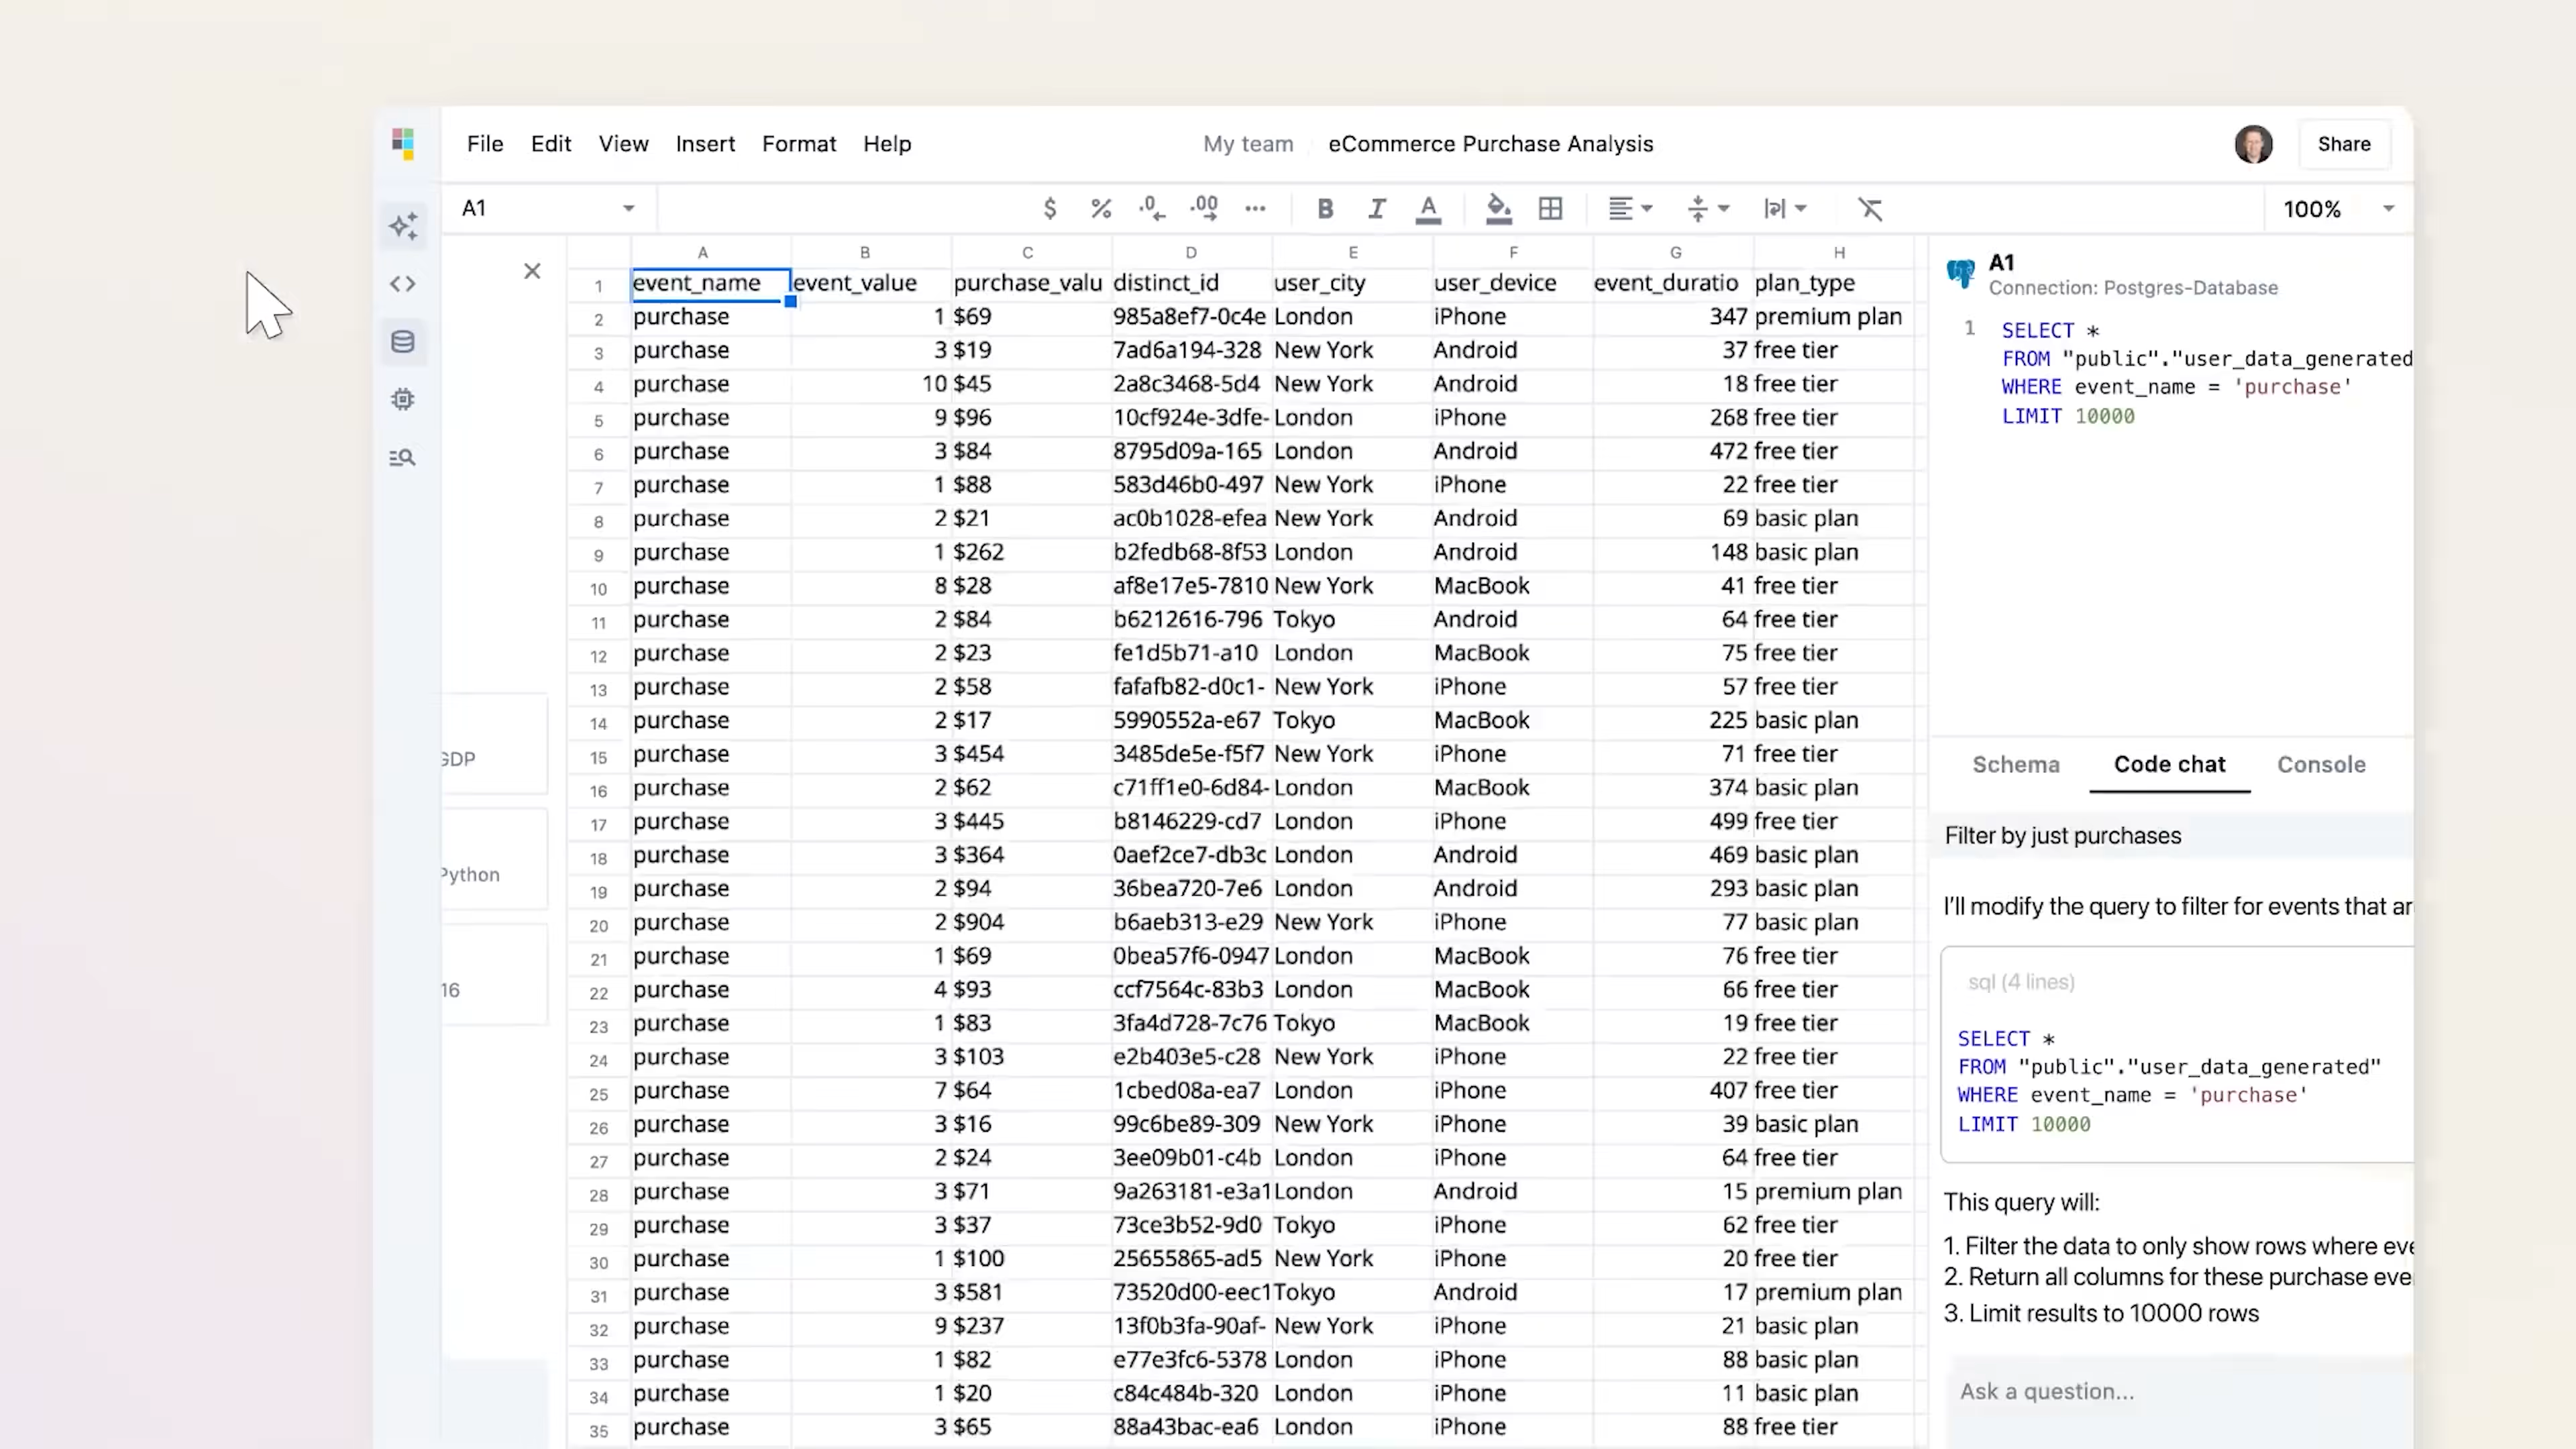 File Edit View Insert Format Help My team eCommerce Purchase Analysis Share
A1 $ % .0 .00 B I A 100%
A B C D E F G H
1 event_name event_value purchase_valu distinct_id user_city user_device event_duratio plan_type
2 purchase 1 $69 985a8ef7-0c4e London iPhone 347 premium plan
3 purchase 3 $19 7ad6a194-328 New York Android 37 free tier
4 purchase 10 $45 2a8c3468-5d4 New York Android 18 free tier
5 purchase 9 $96 10cf924e-3dfe- London iPhone 268 free tier
6 purchase 3 $84 8795d09a-165 London Android 472 free tier
7 purchase 1 $88 583d46b0-497 New York iPhone 22 free tier
8 purchase 2 $21 ac0b1028-efea New York Android 69 basic plan
9 purchase 1 $262 b2fedb68-8f53 London Android 148 basic plan
10 purchase 8 $28 af8e17e5-7810 New York MacBook 41 free tier
11 purchase 2 $84 b6212616-796 Tokyo Android 64 free tier
12 purchase 2 $23 fe1d5b71-a10 London MacBook 75 free tier
13 purchase 2 $58 fafafb82-d0c1- New York iPhone 57 free tier
14 purchase 2 $17 5990552a-e67 Tokyo MacBook 225 basic plan
15 purchase 3 $454 3485de5e-f5f7 New York iPhone 71 free tier
16 purchase 2 $62 c71ff1e0-6d84- London MacBook 374 basic plan
17 purchase 3 $445 b8146229-cd7 London iPhone 499 free tier
18 purchase 3 $364 0aef2ce7-db3c London Android 469 basic plan
19 purchase 2 $94 36bea720-7e6 London Android 293 basic plan
20 purchase 2 $904 b6aeb313-e29 New York iPhone 77 basic plan
21 purchase 1 $69 0bea57f6-0947 London MacBook 76 free tier
22 purchase 4 $93 ccf7564c-83b3 London MacBook 66 free tier
23 purchase 1 $83 3fa4d728-7c76 Tokyo MacBook 19 free tier
24 purchase 3 $103 e2b403e5-c28 New York iPhone 22 free tier
25 purchase 7 $64 1cbed08a-ea7 London iPhone 407 free tier
26 purchase 3 $16 99c6be89-309 New York iPhone 39 basic plan
27 purchase 2 $24 3ee09b01-c4b London iPhone 64 free tier
28 purchase 3 $71 9a263181-e3a1 London Android 15 premium plan
29 purchase 3 $37 73ce3b52-9d0 Tokyo iPhone 62 free tier
30 purchase 1 $100 25655865-ad5 New York iPhone 20 free tier
31 purchase 3 $581 73520d00-eec1 Tokyo Android 17 premium plan
32 purchase 9 $237 13f0b3fa-90af- New York iPhone 21 basic plan
33 purchase 1 $82 e77e3fc6-5378 London iPhone 88 basic plan
34 purchase 1 $20 c84c484b-320 London iPhone 11 basic plan
35 purchase 3 $65 88a43bac-ea6 London iPhone 88 free tier
GDP
Python
16
A1
Connection: Postgres-Database
1 SELECT *
FROM "public"."user_data_generated
WHERE event_name = 'purchase'
LIMIT 10000
Schema Code chat Console
Filter by just purchases
I'll modify the query to filter for events that ar
sql (4 lines)
SELECT *
FROM "public"."user_data_generated"
WHERE event_name = 'purchase'
LIMIT 10000
This query will:
1. Filter the data to only show rows where eve
2. Return all columns for these purchase eve
3. Limit results to 10000 rows
Ask a question...